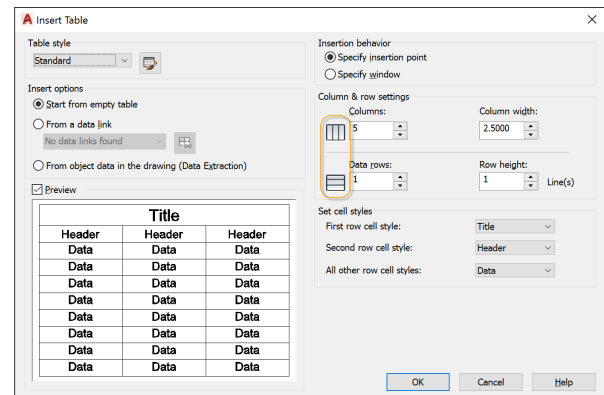 A Insert Table
Table style
Standard
Insert options
Start from empty table
From a data link
No data links found
From object data in the drawing (Data Extraction)
Preview
Title
Header Header Header
Data Data Data
Data Data Data
Data Data Data
Data Data Data
Data Data Data
Data Data Data
Data Data Data
Data Data Data
Insertion behavior
Specify insertion point
Specify window
Column & row settings
Columns: Column width:
5 2.5000
Data rows: Row height:
1 1 Line(s)
Set cell styles
First row cell style: Title
Second row cell style: Header
All other row cell styles: Data
OK Cancel Help